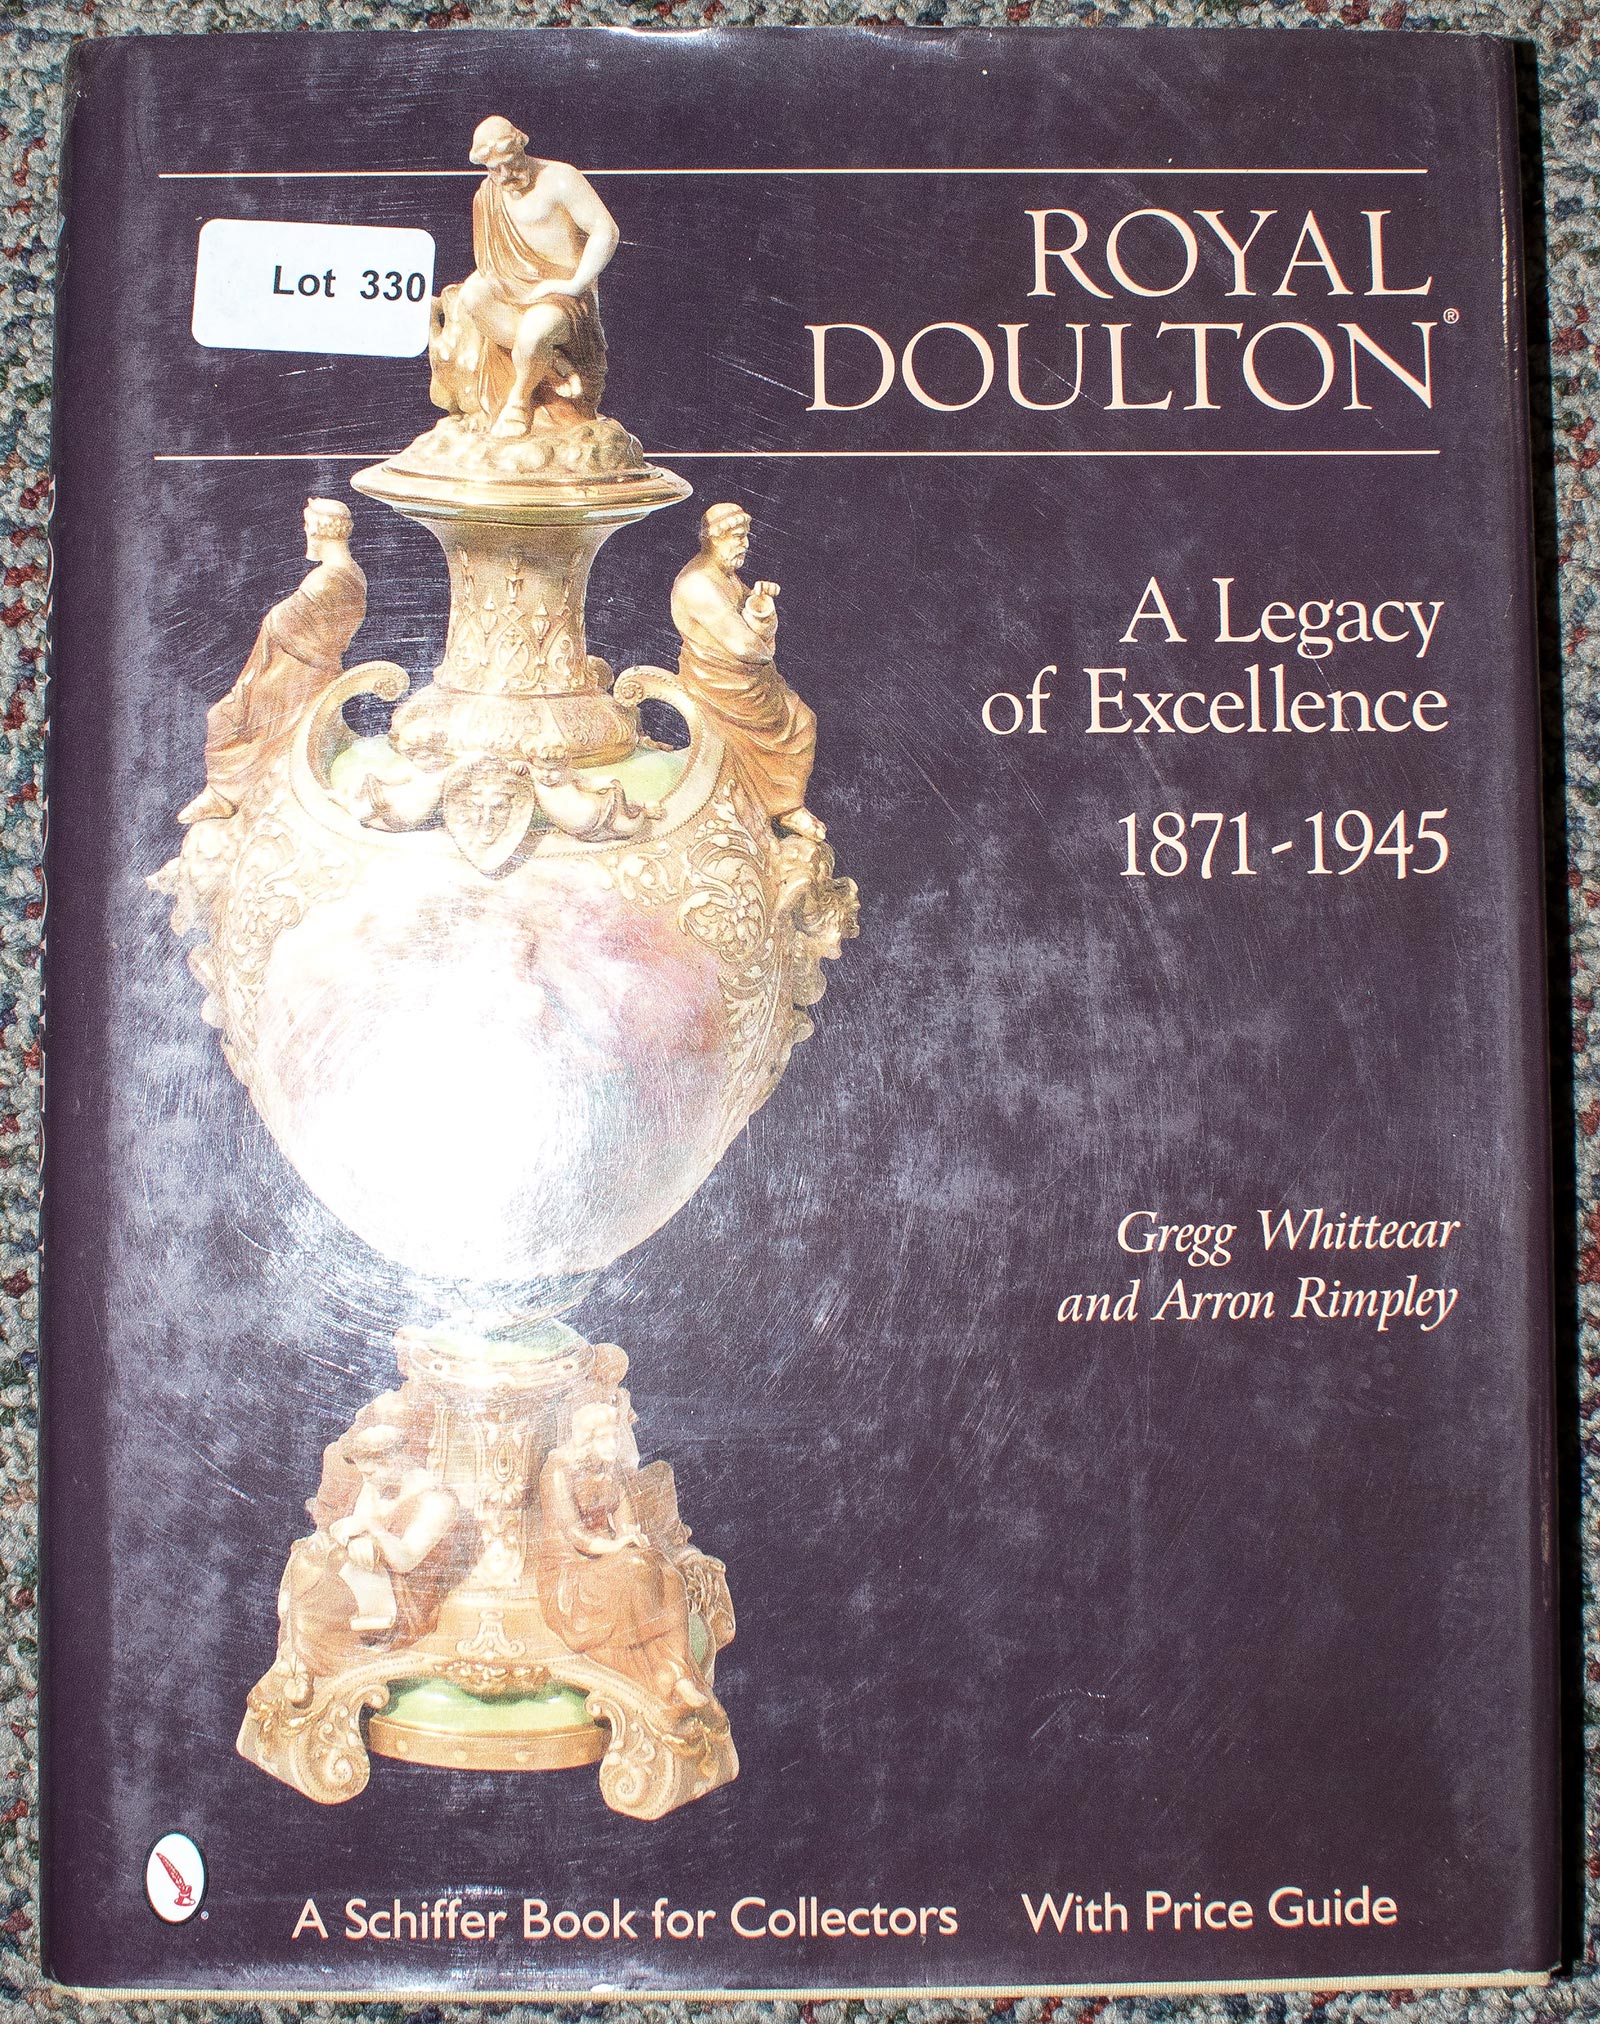 Lot 330
ROYAL
DOULTON®
A Legacy
of Excellence
1871-1945
Gregg Whittecar
and Arron Rimpley
A Schiffer Book for Collectors With Price Guide